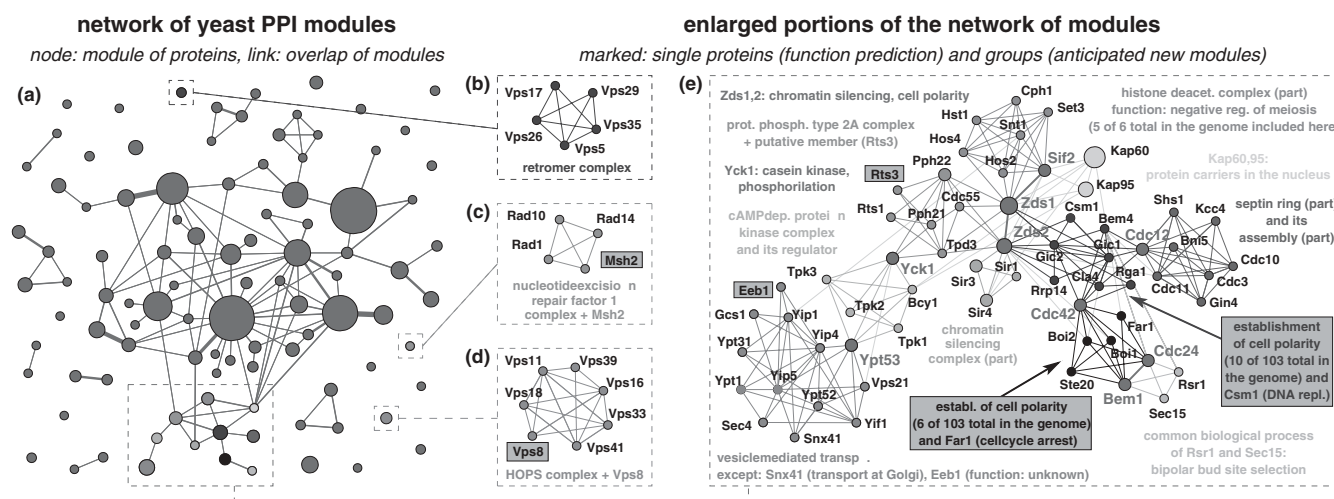 network of yeast PPI modules
node: module of proteins, link: overlap of modules
enlarged portions of the network of modules
marked: single proteins (function prediction) and groups (anticipated new modules)
(a)
(b)
Vps17
Vps29
Vps35
Vps26
Vps5
retromer complex
(c)
Rad10
Rad14
Rad1
Msh2
nucleotideexcisio n
repair factor 1
complex + Msh2
(d)
Vps11
Vps39
Vps16
Vps18
Vps33
Vps8
Vps41
HOPS complex + Vps8
(e)
Zds1,2: chromatin silencing, cell polarity
prot. phosph. type 2A complex
+ putative member (Rts3)
Yck1: casein kinase,
phosphorilation
cAMPdep. protei n
kinase complex
and its regulator
Cph1
Hst1
Set3
Snt1
Hos4
Hos2
Sif2
histone deacet. complex (part)
function: negative reg. of meiosis
(5 of 6 total in the genome included here
Kap60
Kap95
Kap60,95:
protein carriers in the nucleus
Pph22
Rts3
Rts1
Cdc55
Pph21
Tpd3
Zds1
Zds2
Csm1
Bem4
Gic1
Gic2
Cdc12
Shs1
Kcc4
Bni5
Cdc10
Cdc3
Cdc11
Gin4
septin ring (part
and its
assembly (part)
Yck1
Tpk3
Sir3
Sir1
Sir4
Rrp14
Cla4
Rga1
Cdc42
Eeb1
Gcs1
Yip1
Tpk2
Bcy1
Tpk1
chromatin
silencing
complex (part)
Far1
Boi2
Boi1
Cdc24
Ste20
Bem1
Rsr1
Sec15
Ypt31
Yip4
Ypt53
Ypt1
Yip5
Ypt52
Vps21
Sec4
Snx41
Yif1
establishment
of cell polarity
(10 of 103 total in
the genome) and
Csm1 (DNA repl.)
establ. of cell polarity
(6 of 103 total in the genome)
and Far1 (cellcycle arrest)
vesiclemediated transp .
except: Snx41 (transport at Golgi), Eeb1 (function: unknown)
common biological process
of Rsr1 and Sec15:
bipolar bud site selection